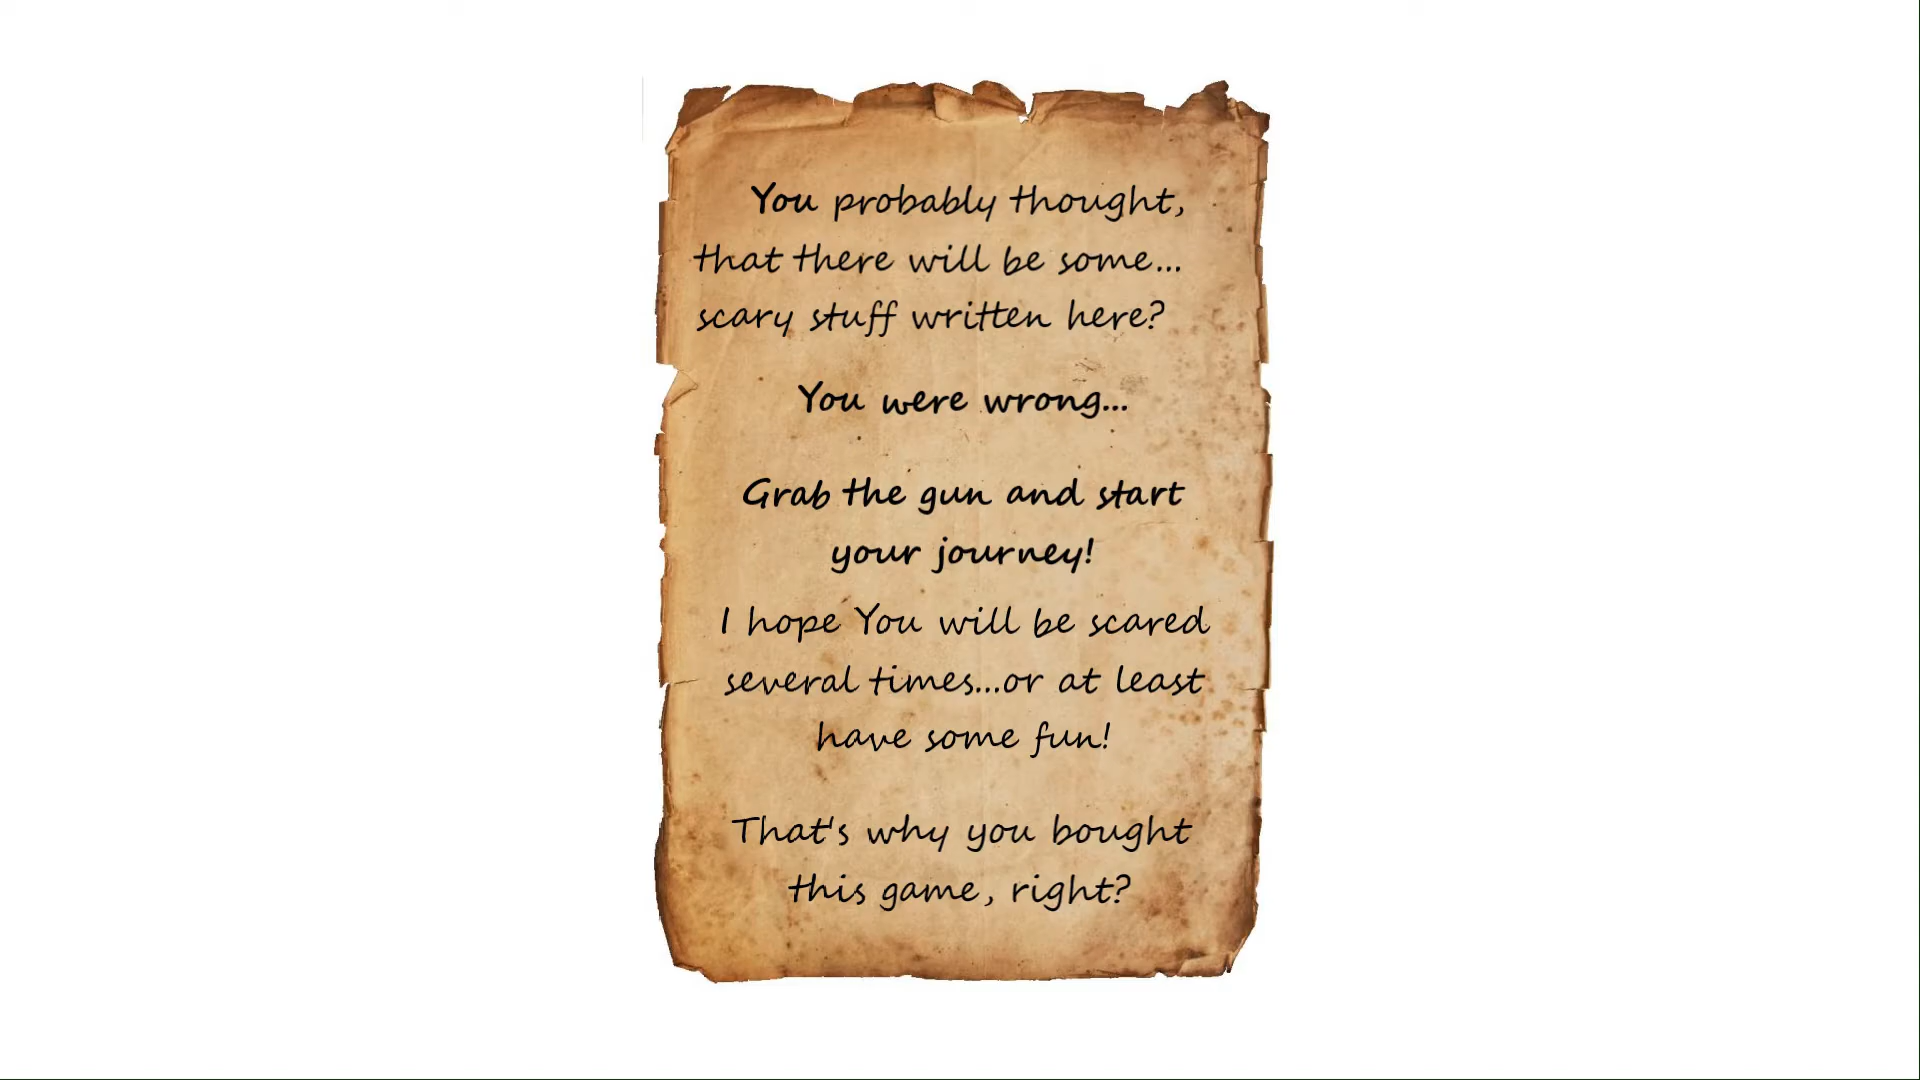 You probably thought,
that there will be some...
scary stuff written here?
You were wrong...
Grab the gun and start
your journey!
I hope You will be scared
several times...or at least
have some fun!
That's why you bought
this game, right?